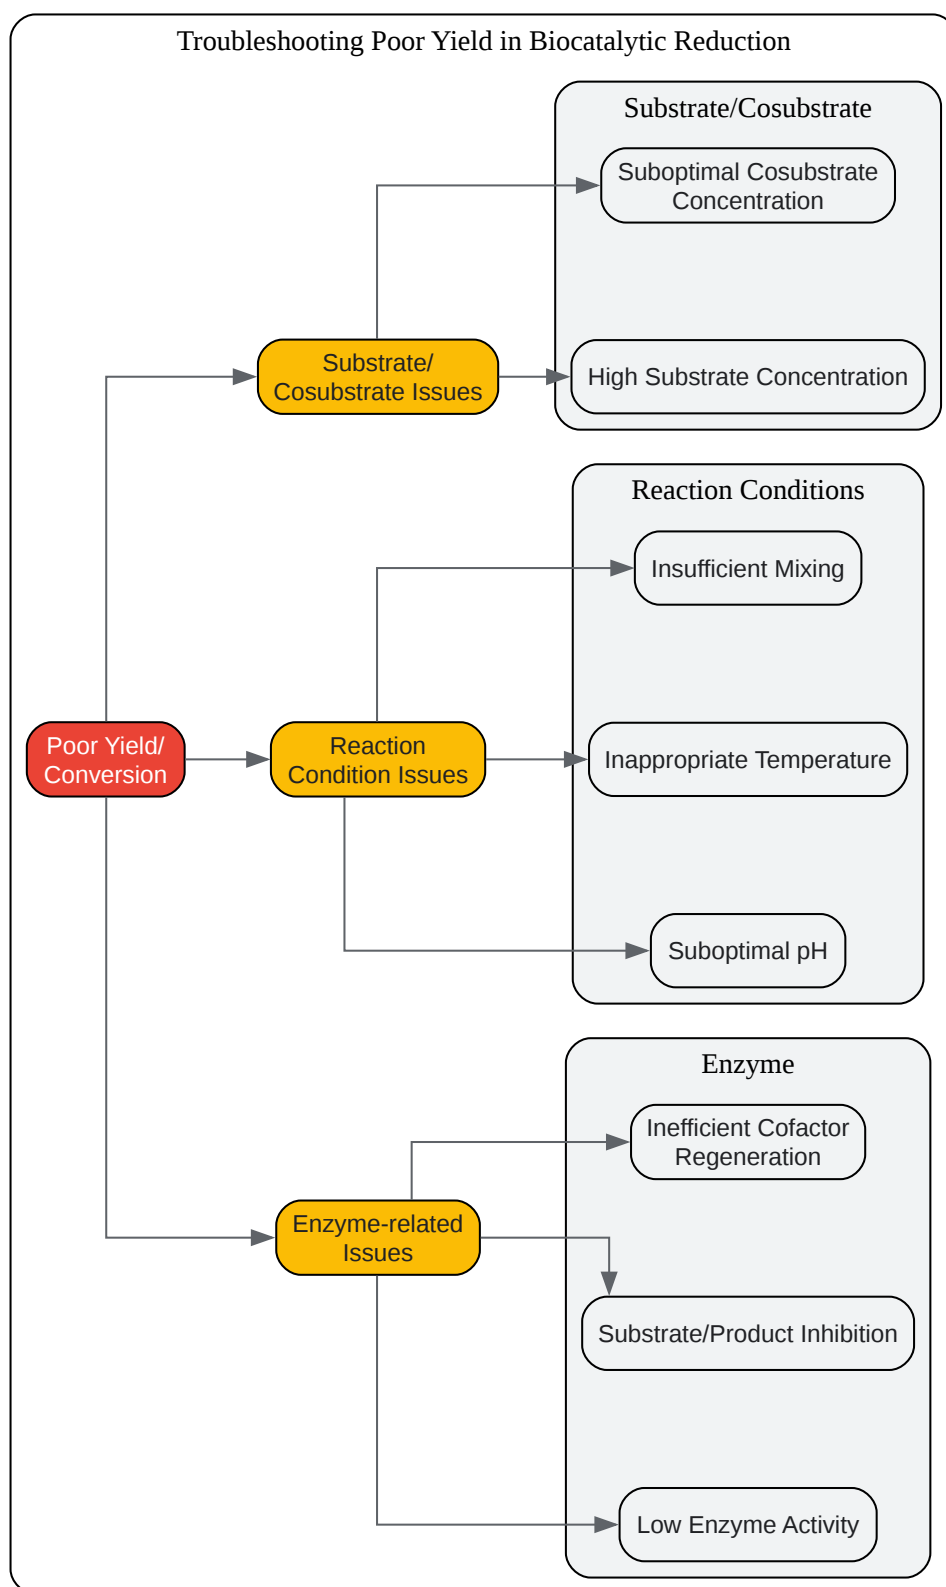 Troubleshooting Poor Yield in Biocatalytic Reduction
Substrate/Cosubstrate
Suboptimal Cosubstrate
Concentration
Substrate/
Cosubstrate Issues
High Substrate Concentration
Reaction Conditions
Insufficient Mixing
Poor Yield/
Conversion
Reaction
Condition Issues
Inappropriate Temperature
Suboptimal pH
Enzyme
Inefficient Cofactor
Regeneration
Enzyme-related
Issues
Substrate/Product Inhibition
Low Enzyme Activity